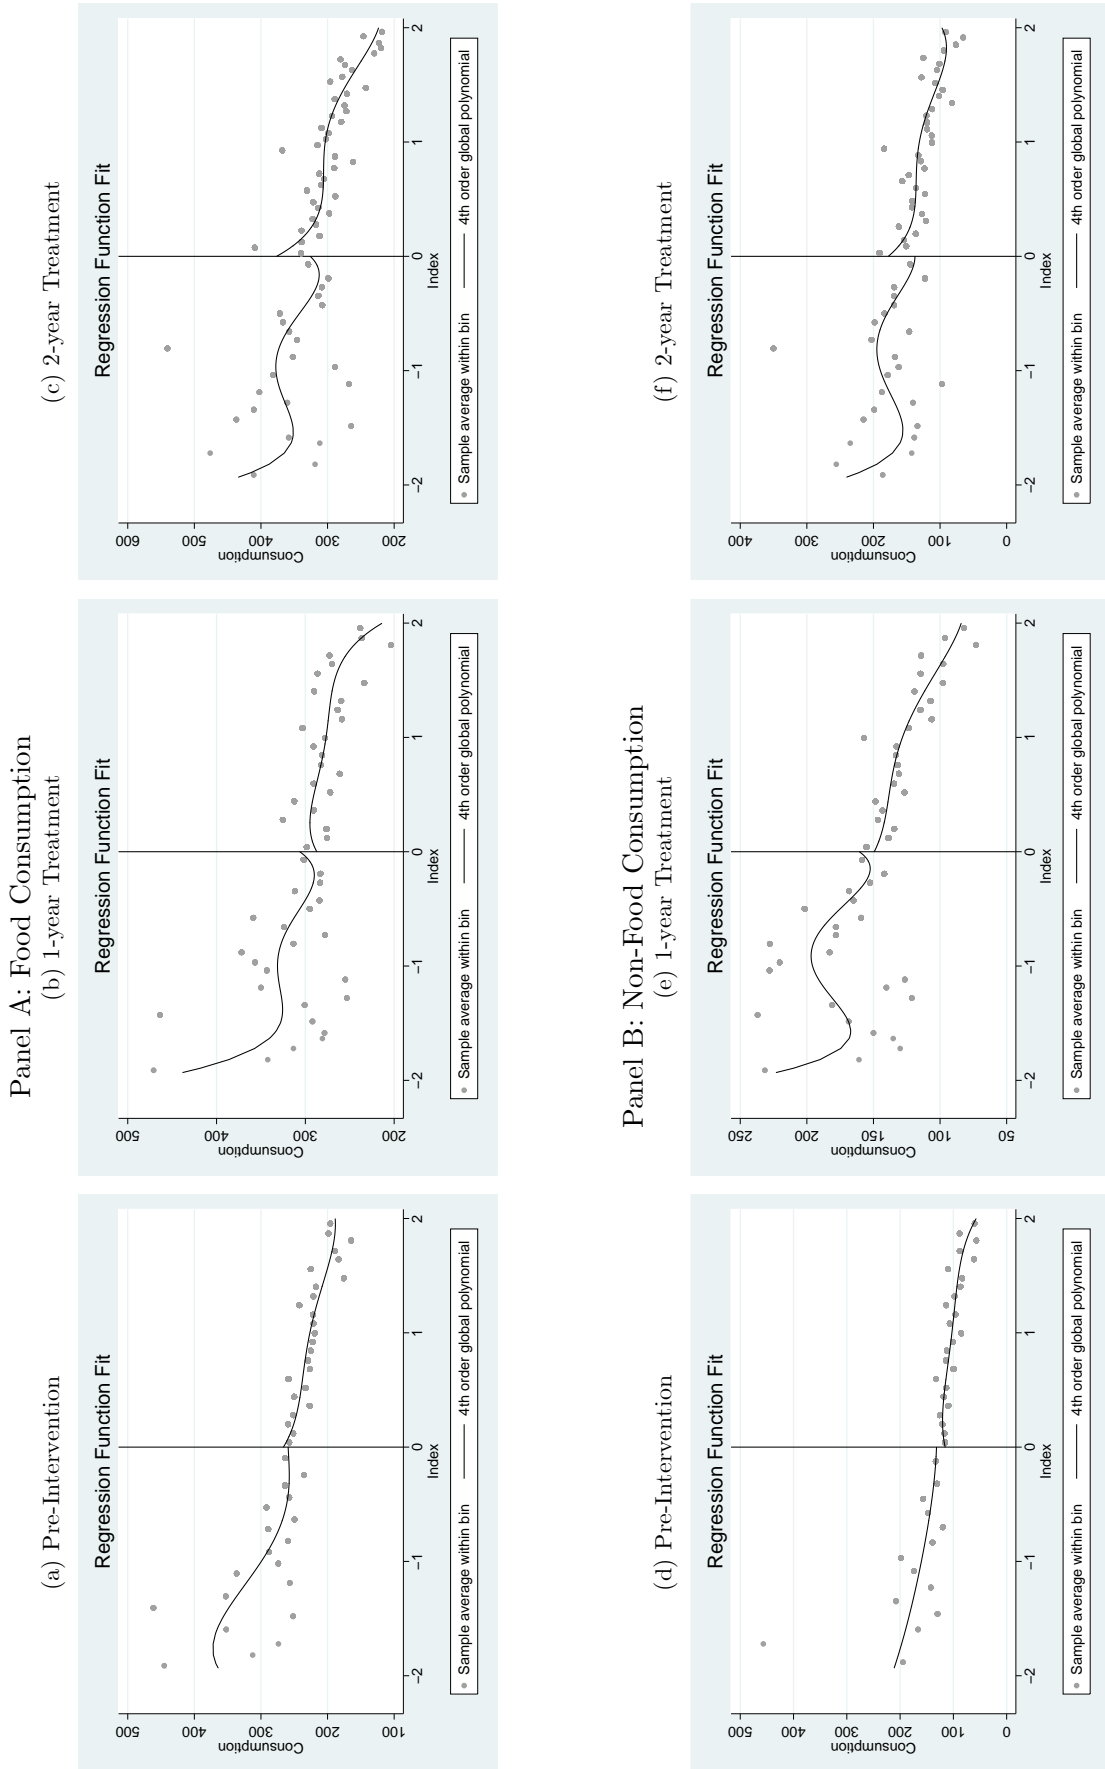 Panel A: Food Consumption
(a) Pre-Intervention
Regression Function Fit
Consumption
600
500
400
300
200
100
−2
−1
0
1
2
Index
Sample average within bin
4th order global polynomial
(b) 1-year Treatment
Regression Function Fit
Consumption
500
400
300
200
−2
−1
0
1
2
Index
Sample average within bin
4th order global polynomial
(c) 2-year Treatment
Regression Function Fit
Consumption
600
500
400
300
200
−2
−1
0
1
2
Index
Sample average within bin
4th order global polynomial
Panel B: Non-Food Consumption
(d) Pre-Intervention
Regression Function Fit
Consumption
500
400
300
200
100
0
−2
−1
0
1
2
Index
Sample average within bin
4th order global polynomial
(e) 1-year Treatment
Regression Function Fit
Consumption
250
200
150
100
50
−2
−1
0
1
2
Index
Sample average within bin
4th order global polynomial
(f) 2-year Treatment
Regression Function Fit
Consumption
400
300
200
100
0
−2
−1
0
1
2
Index
Sample average within bin
4th order global polynomial